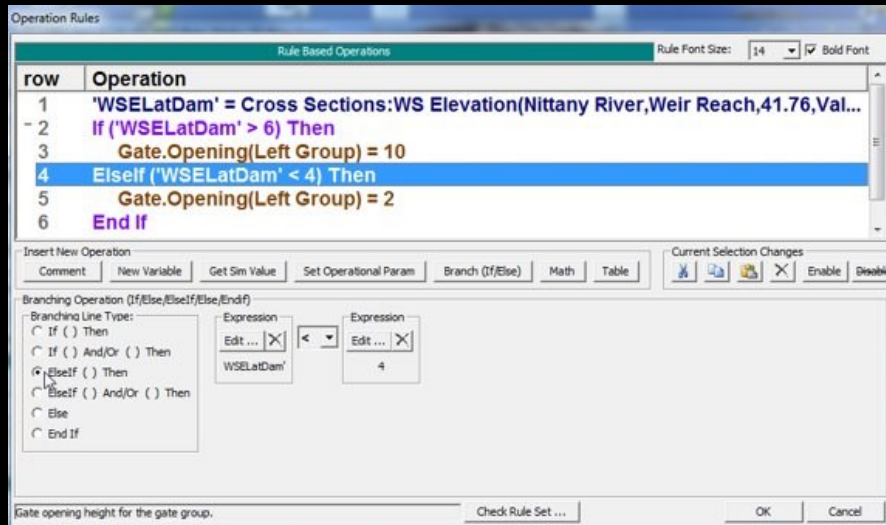 Operation Rules
Rule Based Operations Rule Font Size: 14 Bold Font
row Operation
1 'WSELatDam' = Cross Sections:WS Elevation(Nittany River,Weir Reach,41.76,Val...
2 If ('WSELatDam' > 6) Then
3 Gate.Opening(Left Group) = 10
4 ElseIf ('WSELatDam' < 4) Then
5 Gate.Opening(Left Group) = 2
6 End If
Insert New Operation Current Selection Changes
Comment New Variable Get Sim Value Set Operational Param Branch (If/Else) Math Table Enable Disable
Branching Operation (If/Else/ElseIf/Else/Endif)
Branching Line Type: Expression Expression
If ( ) Then Edit ... < Edit ...
If ( ) And/Or ( ) Then
ElseIf ( ) Then WSELatDam' 4
ElseIf ( ) And/Or ( ) Then
Else
End If
Gate opening height for the gate group. Check Rule Set ... OK Cancel